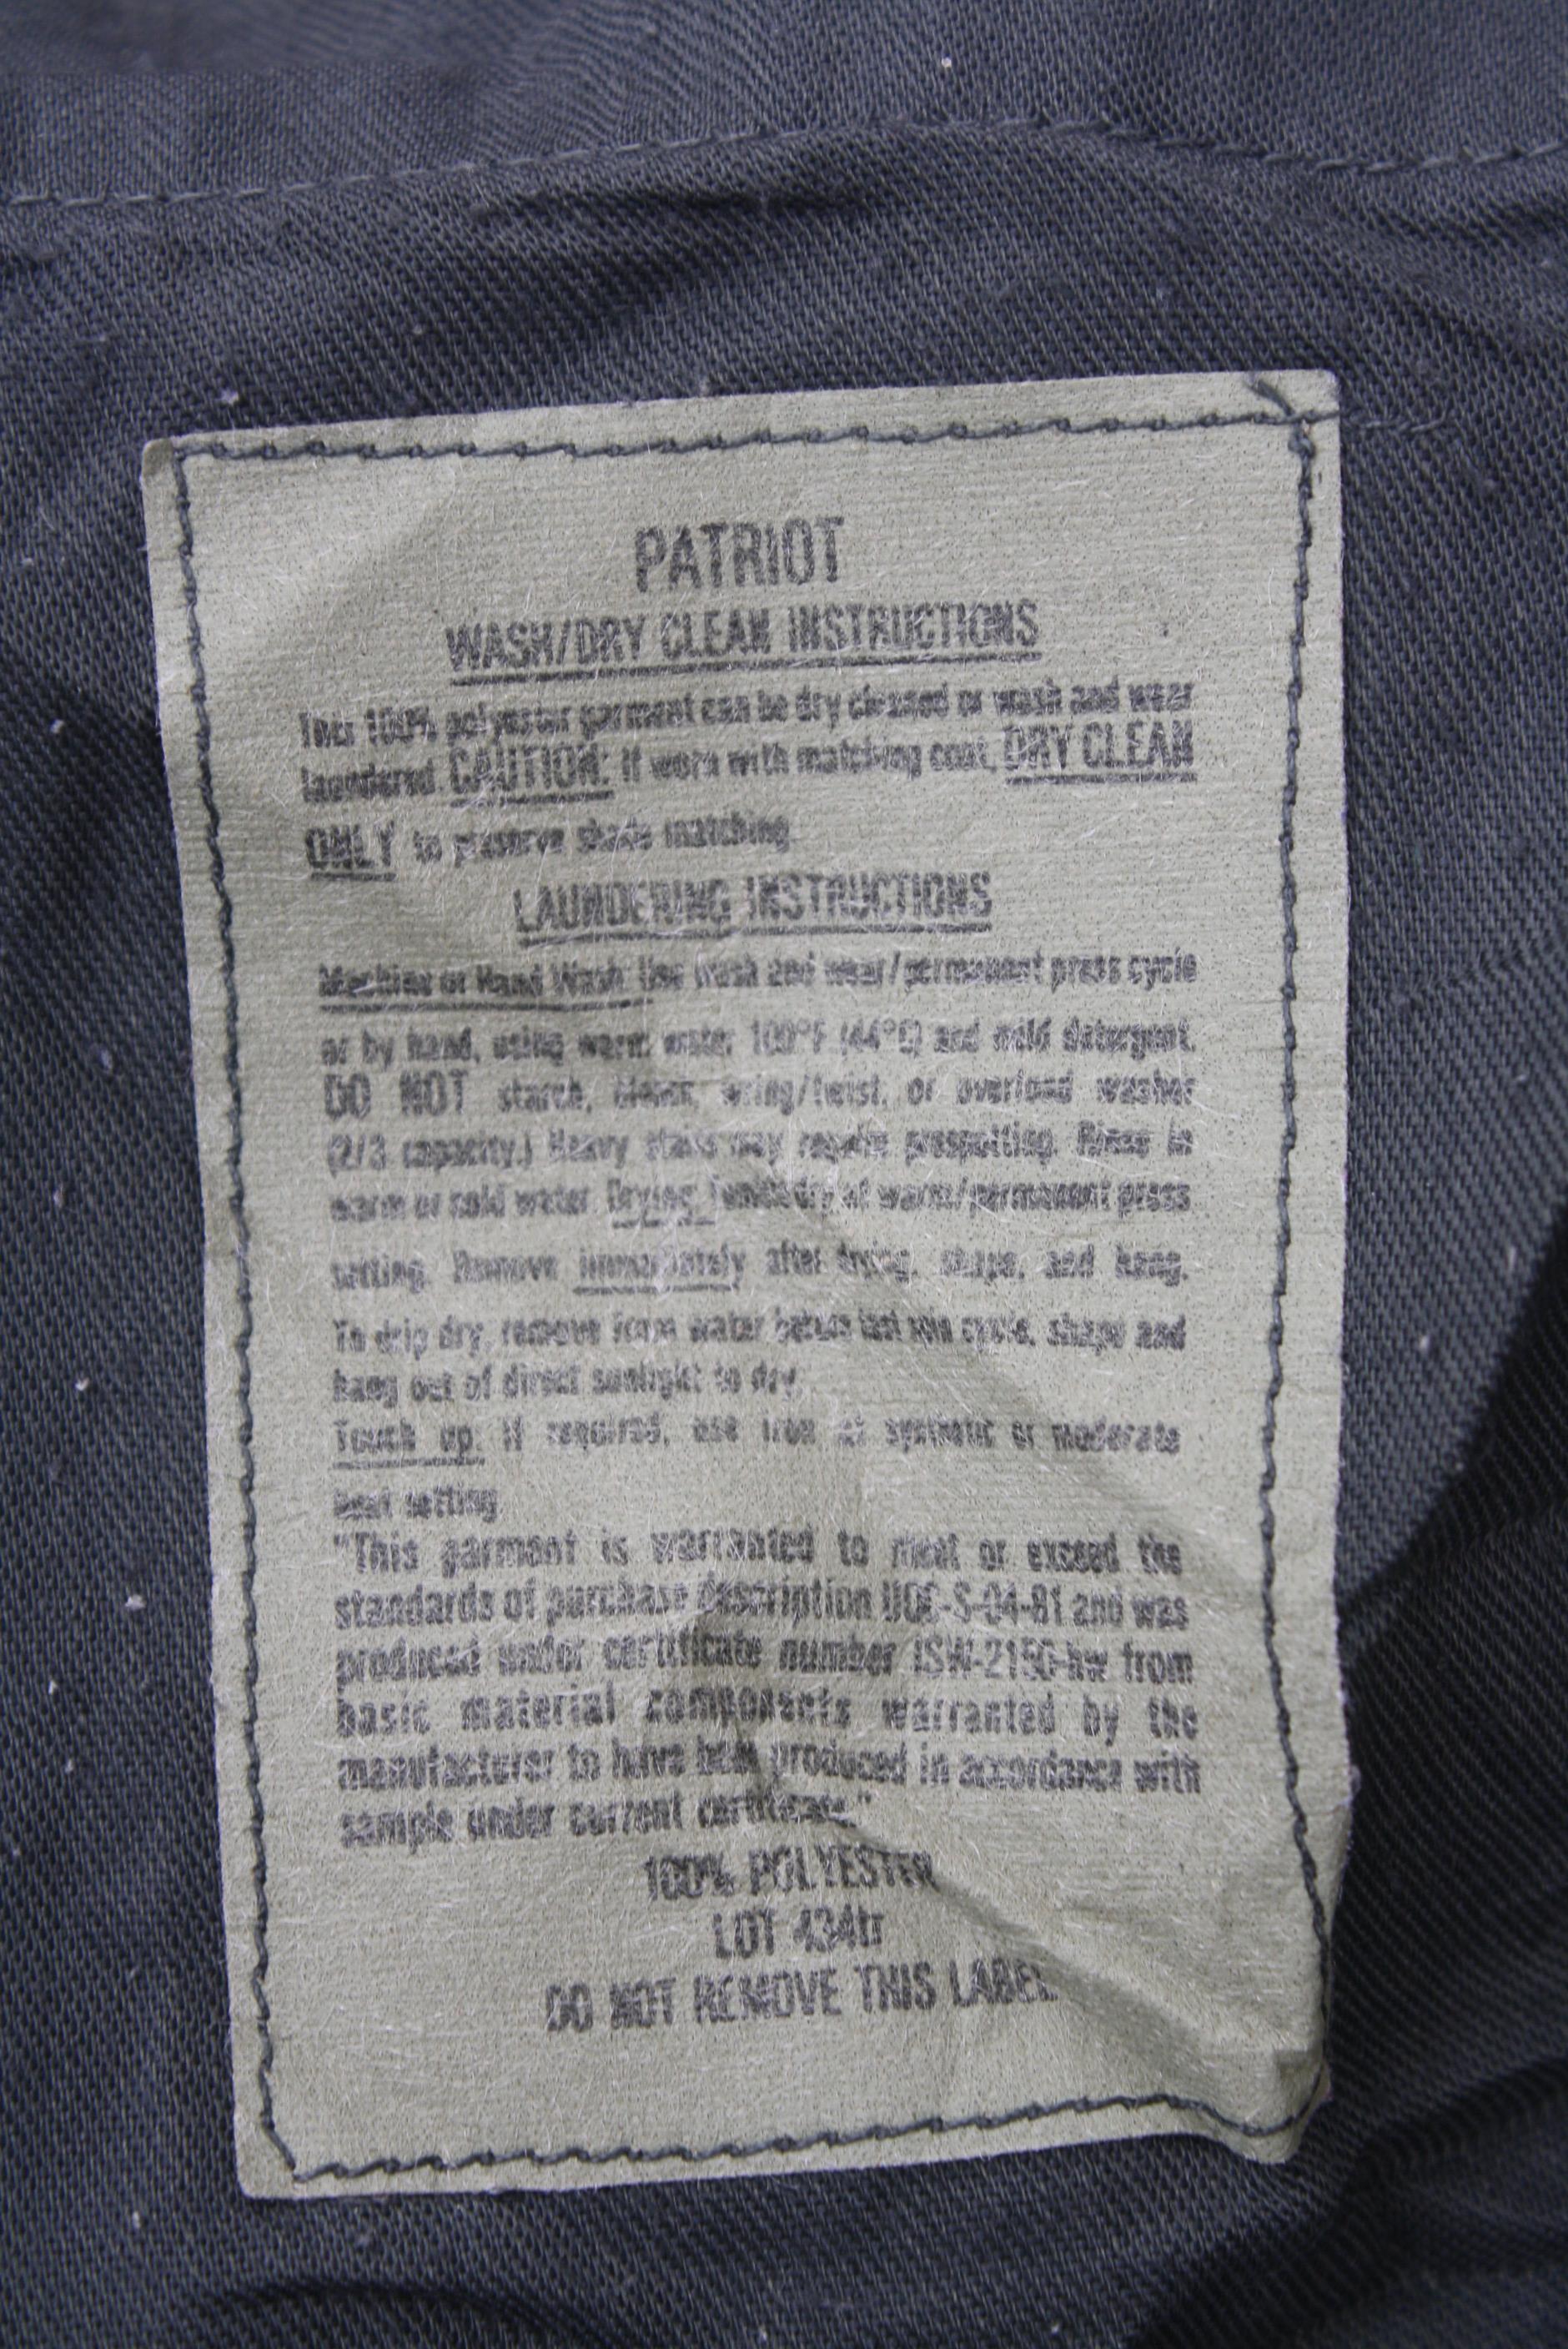 PATRIOT
WASH/DRY CLEAN INSTRUCTIONS
This 100% polyester garment can be dry cleaned or wash and wear
laundered. CAUTION: If worn with matching coat, DRY CLEAN
ONLY to preserve shade matching.
LAUNDERING INSTRUCTIONS
Machine or Hand Wash: Use wash and wear/permanent press cycle
or by hand, using warm water 100°F (44°C) and mild detergent.
DO NOT starch, bleach, wring/twist, or overload washer
(2/3 capacity.) Heavy stains may require prespotting. Rinse in
warm or cold water. Drying: Tumble dry at warm/permanent press
setting. Remove immediately after drying, shape, and hang.
To drip dry, remove from water before last spin cycle, shape and
hang out of direct sunlight to dry.
Touch up: If required, use iron at synthetic or moderate
heat setting.
"This garment is warranted to meet or exceed the
standards of purchase description and was
produced under certificate number from
basic material components warranted by the
manufacturer to have been produced in accordance with
sample under current certificate."
100% POLYESTER
LOT 434tr
DO NOT REMOVE THIS LABEL